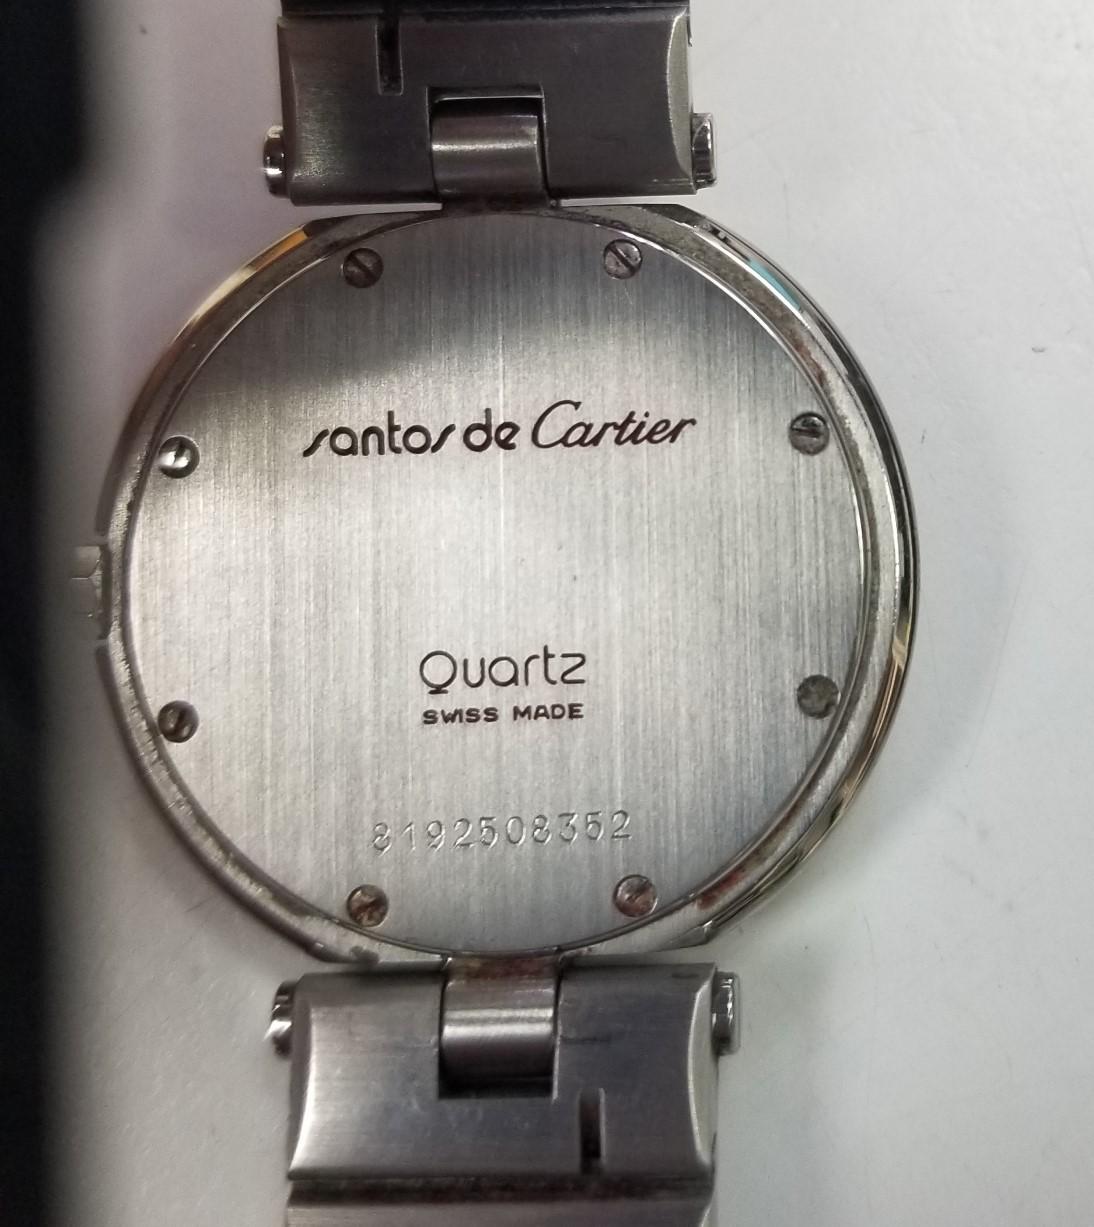 santos de Cartier
Quartz
SWISS MADE
8192508352